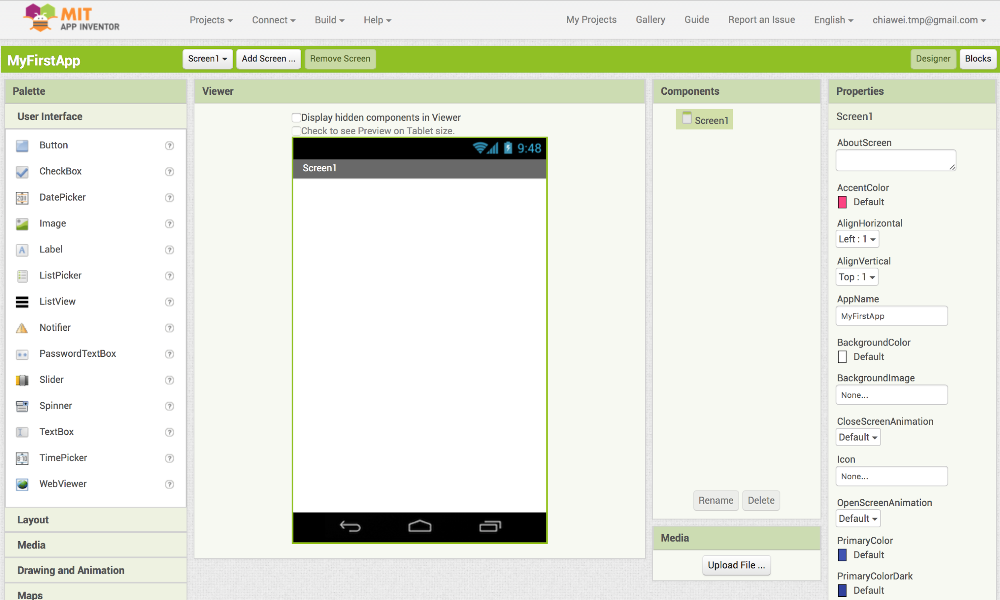 MIT
APP INVENTOR
Projects
Connect
Build
Help
My Projects
Gallery
Guide
Report an Issue
English
chiawei.tmp@gmail.com
MyFirstApp
Screen1
Add Screen ...
Remove Screen
Designer
Blocks
Palette
User Interface
Button
?
CheckBox
?
DatePicker
?
Image
?
Label
?
ListPicker
?
ListView
?
Notifier
?
PasswordTextBox
?
Slider
?
Spinner
?
TextBox
?
TimePicker
?
WebViewer
?
Layout
Media
Drawing and Animation
Maps
Viewer
Display hidden components in Viewer
Check to see Preview on Tablet size.
9:48
Screen1
Components
Screen1
Rename
Delete
Media
Upload File ...
Properties
Screen1
AboutScreen
AccentColor
Default
AlignHorizontal
Left : 1
AlignVertical
Top : 1
AppName
MyFirstApp
BackgroundColor
Default
BackgroundImage
None...
CloseScreenAnimation
Default
Icon
None...
OpenScreenAnimation
Default
PrimaryColor
Default
PrimaryColorDark
Default